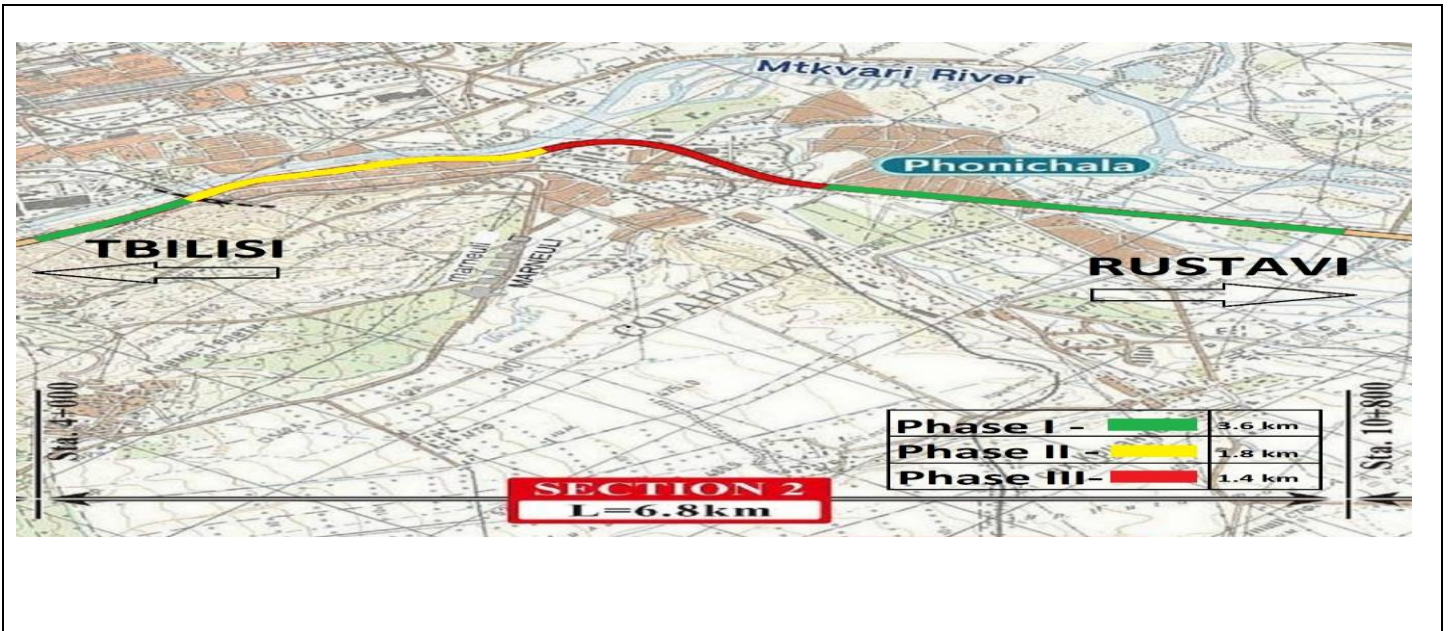 Mtkvari River
Phonichala
TBILISI
RUSTAVI
marneuli
MARNEULI
Sta. 4+000
Sta. 10+800
Phase I - 3.6 km
Phase II - 1.8 km
Phase III- 1.4 km
SECTION 2
L=6.8km